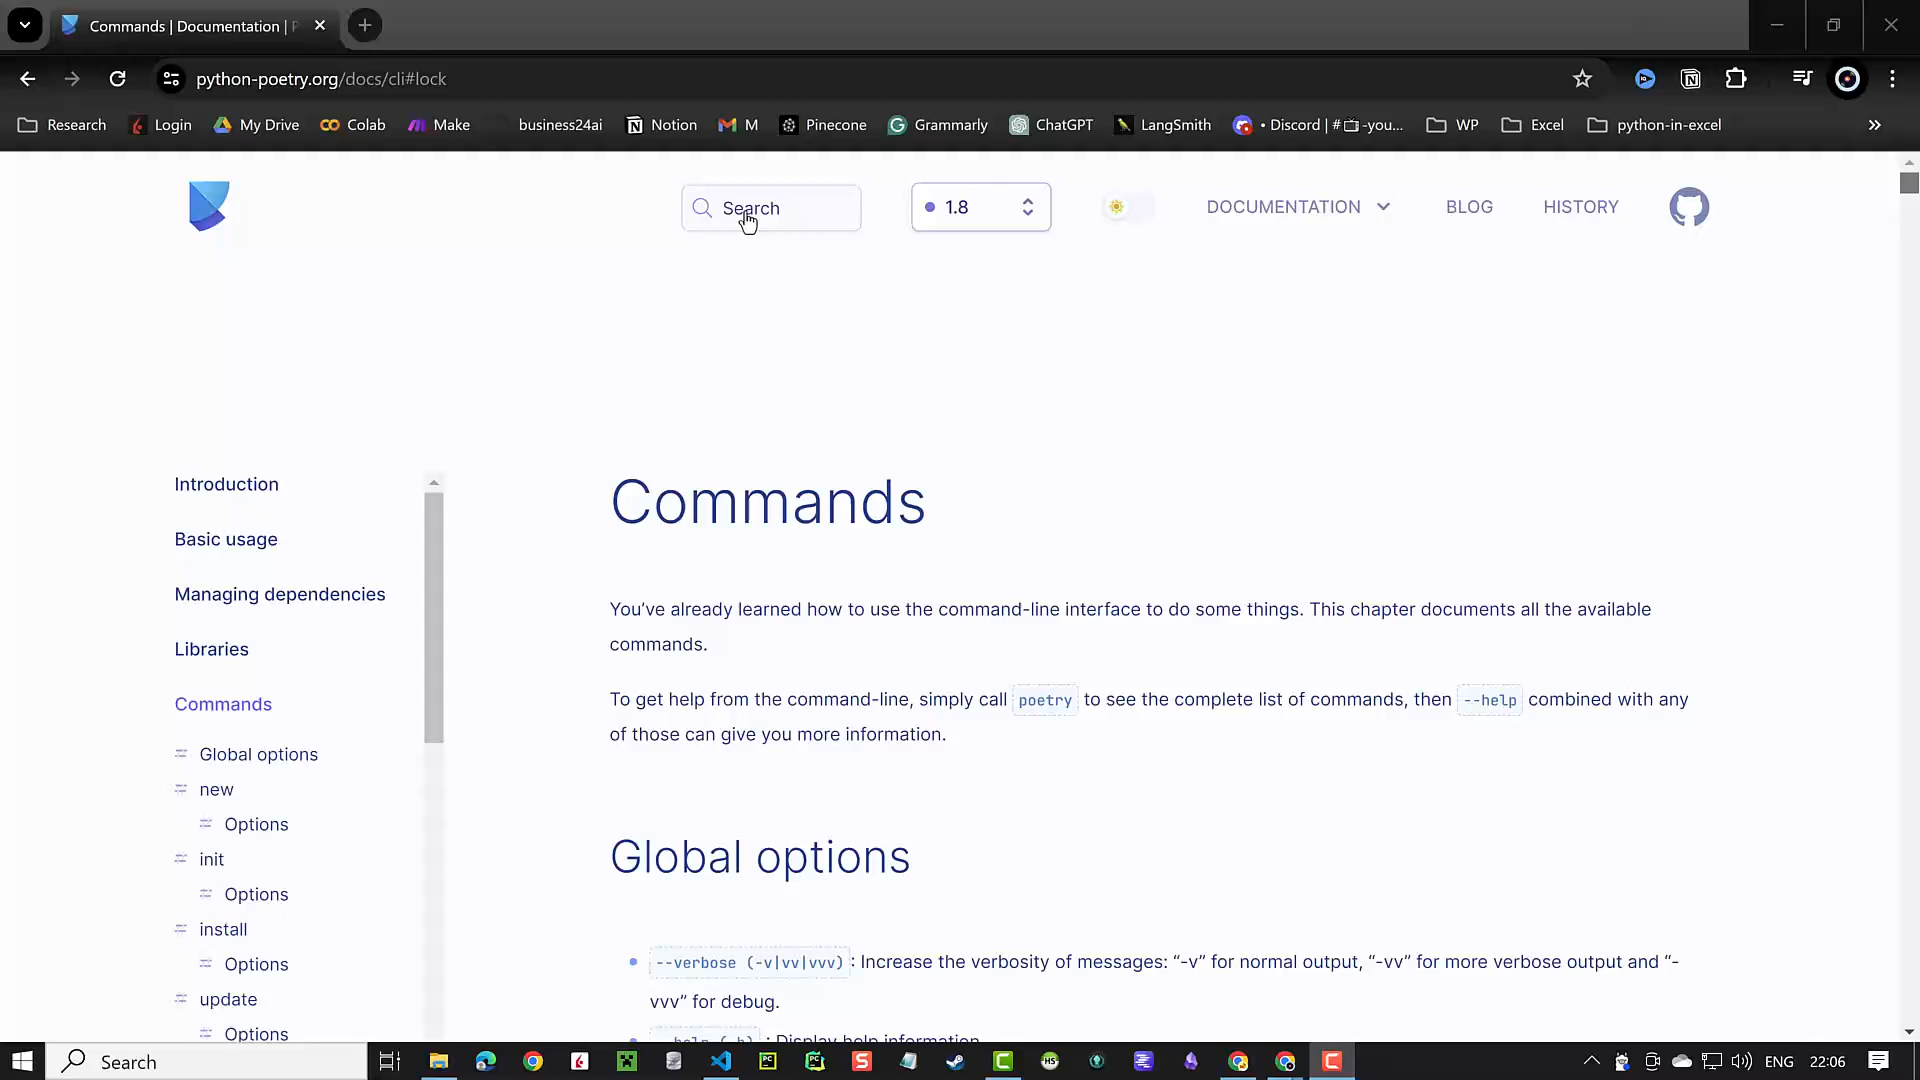 Commands | Documentation |
python-poetry.org/docs/cli#lock
Research
Login
My Drive
Colab
Make
business24ai
Notion
M
Pinecone
Grammarly
ChatGPT
LangSmith
• Discord | #📺-you...
WP
Excel
python-in-excel
Search
1.8
DOCUMENTATION
BLOG
HISTORY
Introduction
Basic usage
Managing dependencies
Libraries
Commands
Global options
new
Options
init
Options
install
Options
update
Options
Commands
You’ve already learned how to use the command-line interface to do some things. This chapter documents all the available
commands.
To get help from the command-line, simply call poetry to see the complete list of commands, then --help combined with any
of those can give you more information.
Global options
--verbose (-v|vv|vvv) : Increase the verbosity of messages: “-v” for normal output, “-vv” for more verbose output and “-
vvv” for debug.
--help (-h) : Display help information
Search
ENG
22:06